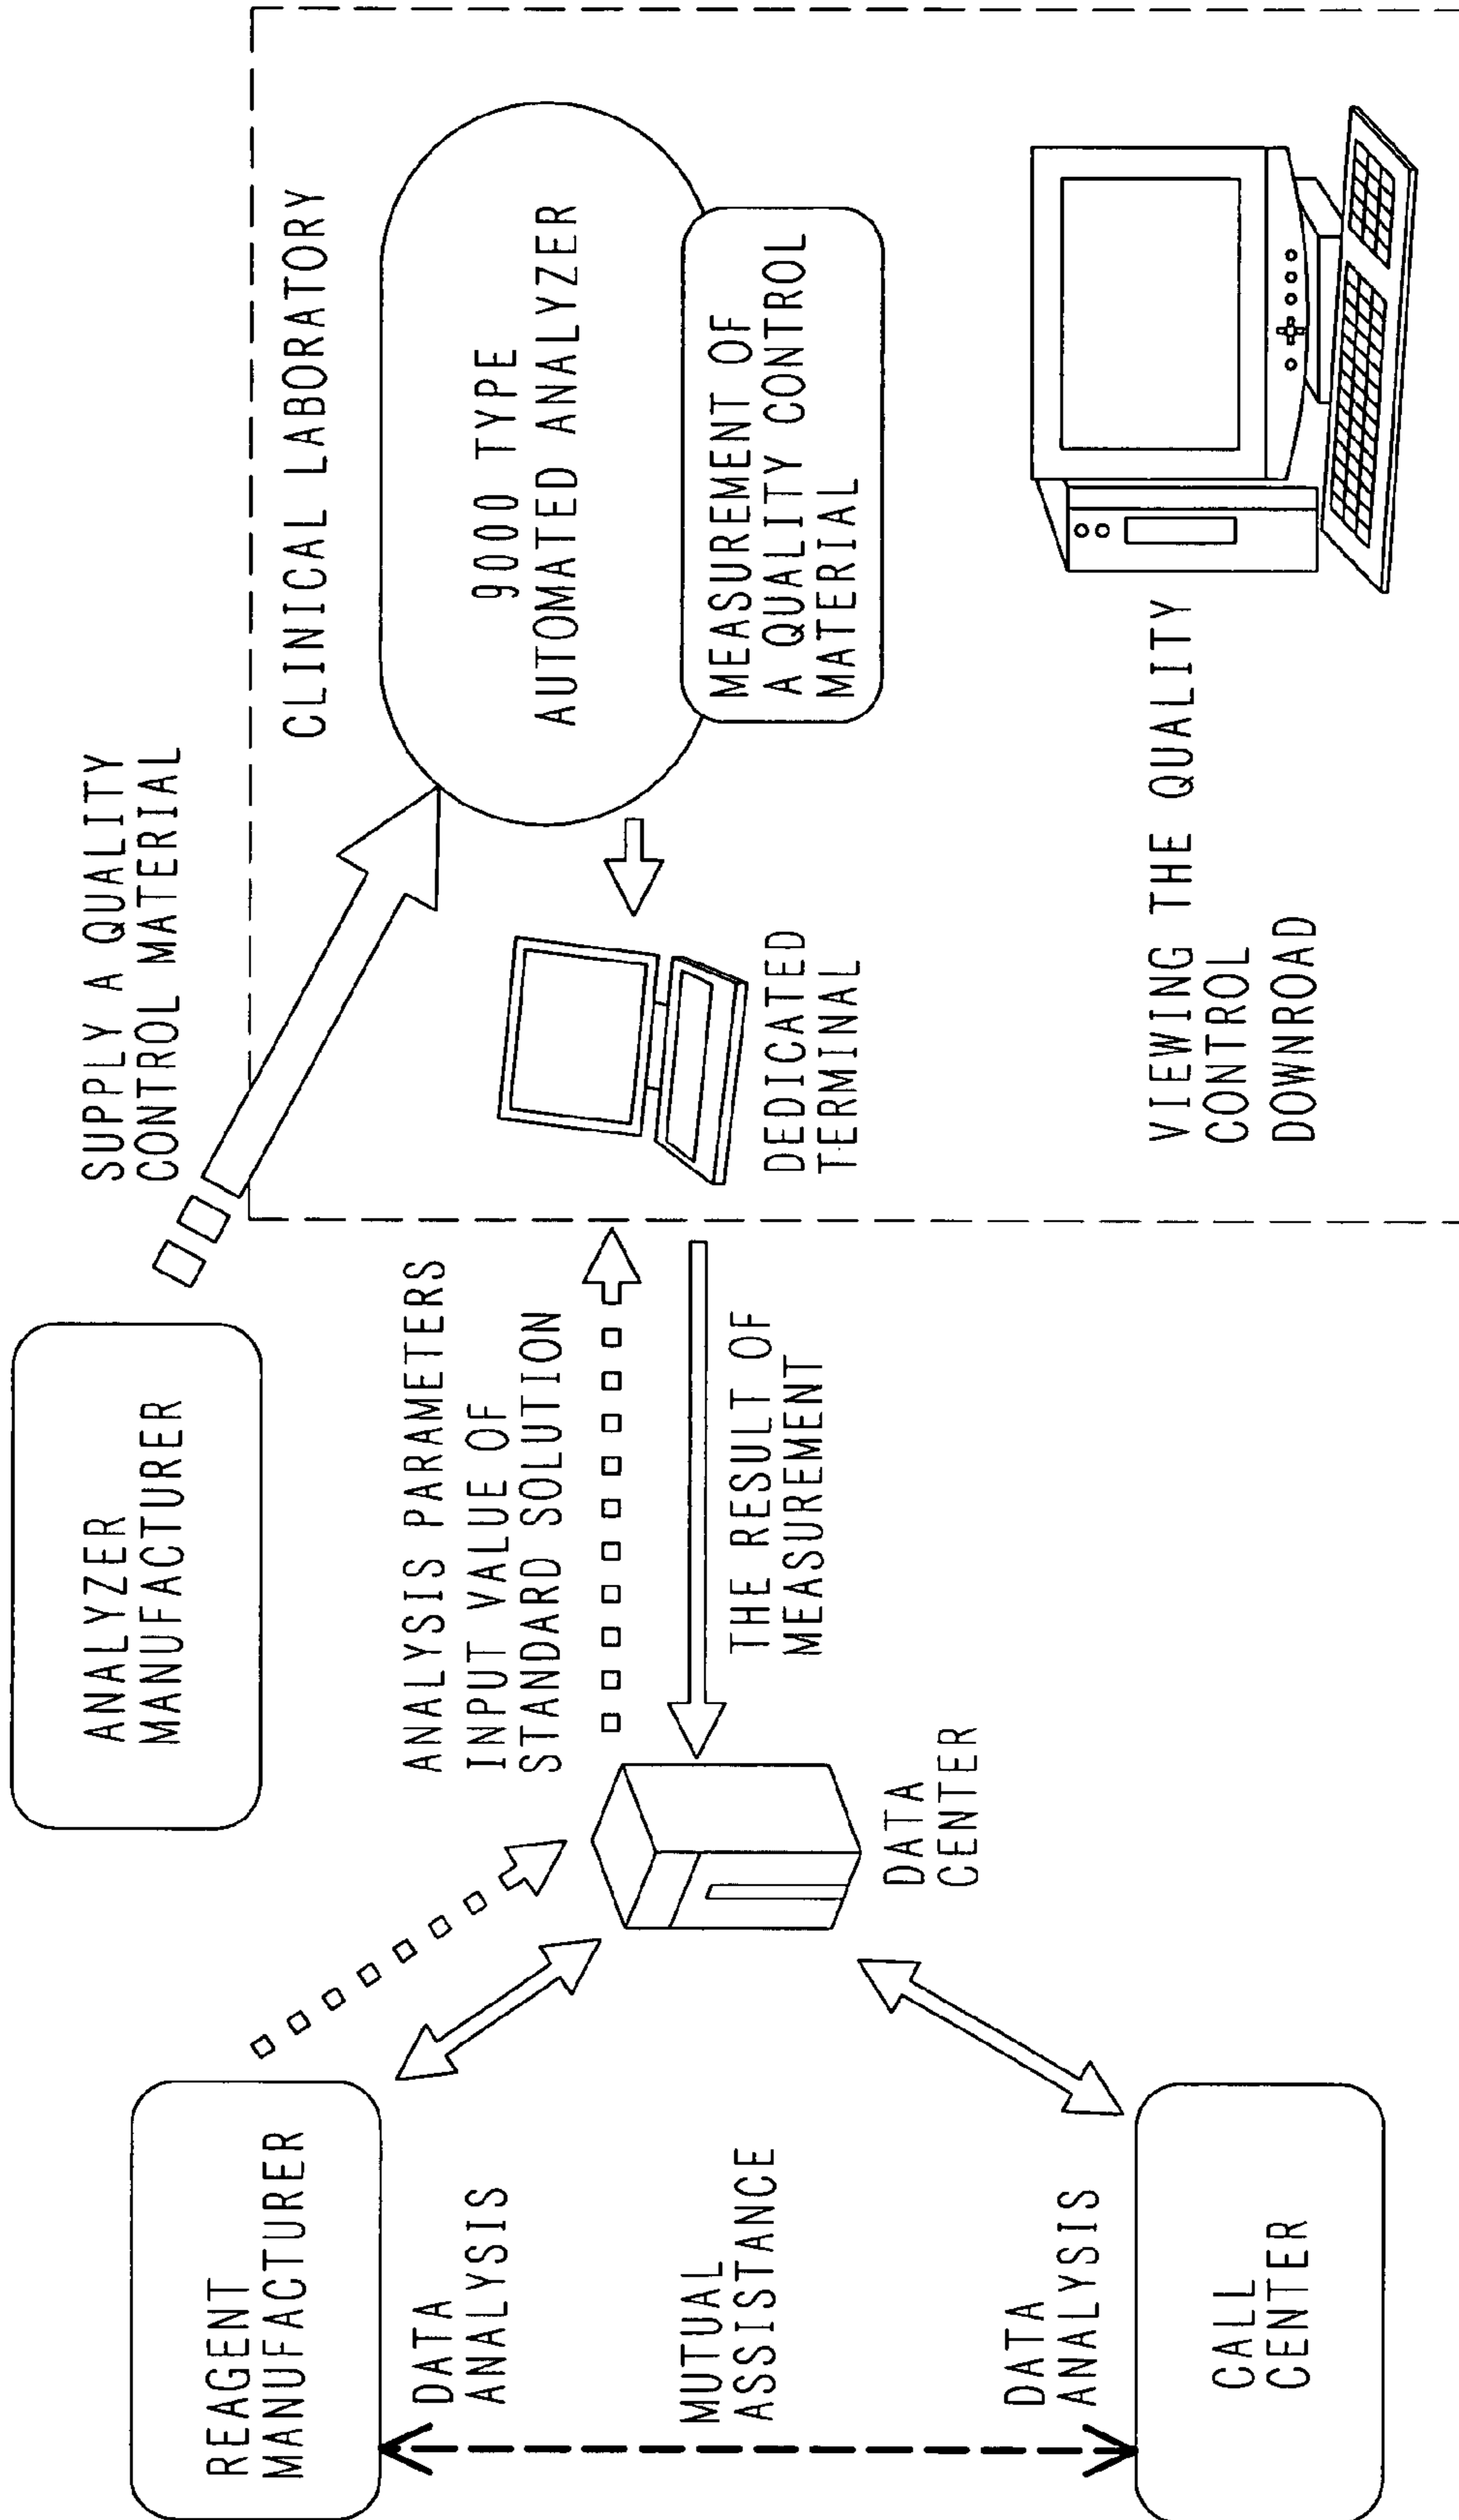 REAGENT
MANUFACTURER
DATA
ANALYSIS
MUTUAL
ASSISTANCE
DATA
ANALYSIS
CALL
CENTER
ANALYZER
MANUFACTURER
ANALYSIS PARAMETERS
INPUT VALUE OF
STANDARD SOLUTION
THE RESULT OF
MEASUREMENT
DATA
CENTER
SUPPLY A QUALITY
CONTROL MATERIAL
CLINICAL LABORATORY
9000 TYPE
AUTOMATED ANALYZER
MEASUREMENT OF
A QUALITY CONTROL
MATERIAL
DEDICATED
TERMINAL
VIEWING THE QUALITY
CONTROL
DOWNROAD